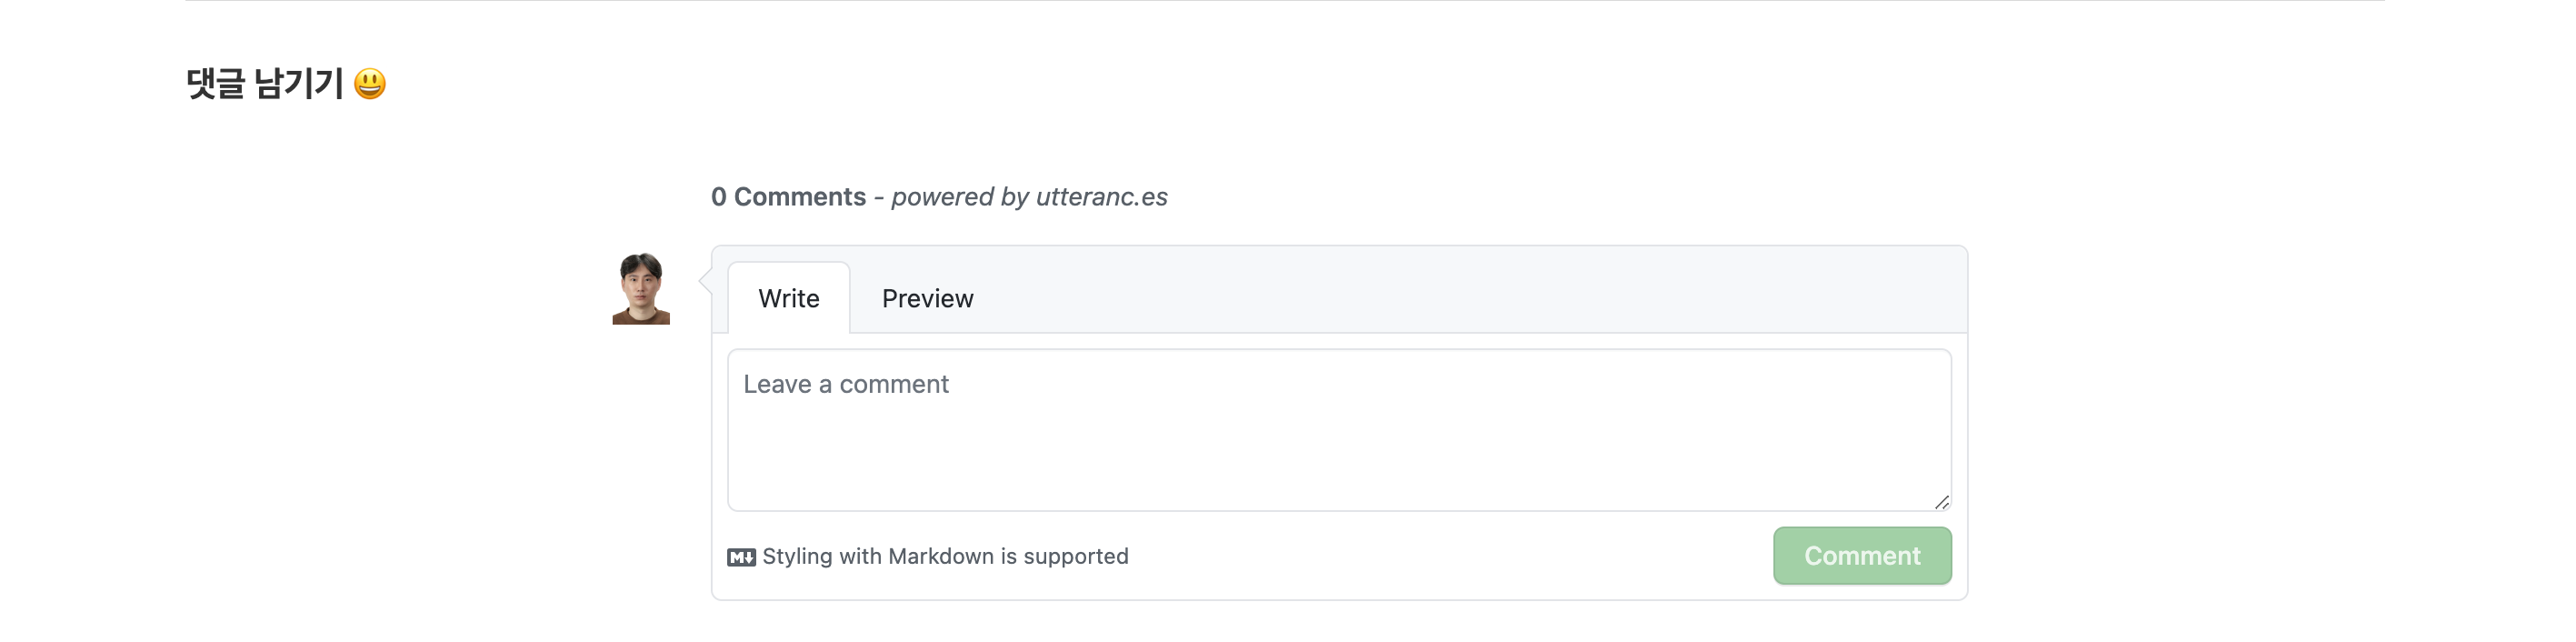 댓글 남기기 😃
0 Comments - powered by utteranc.es
Write Preview
Leave a comment
M↓ Styling with Markdown is supported
Comment